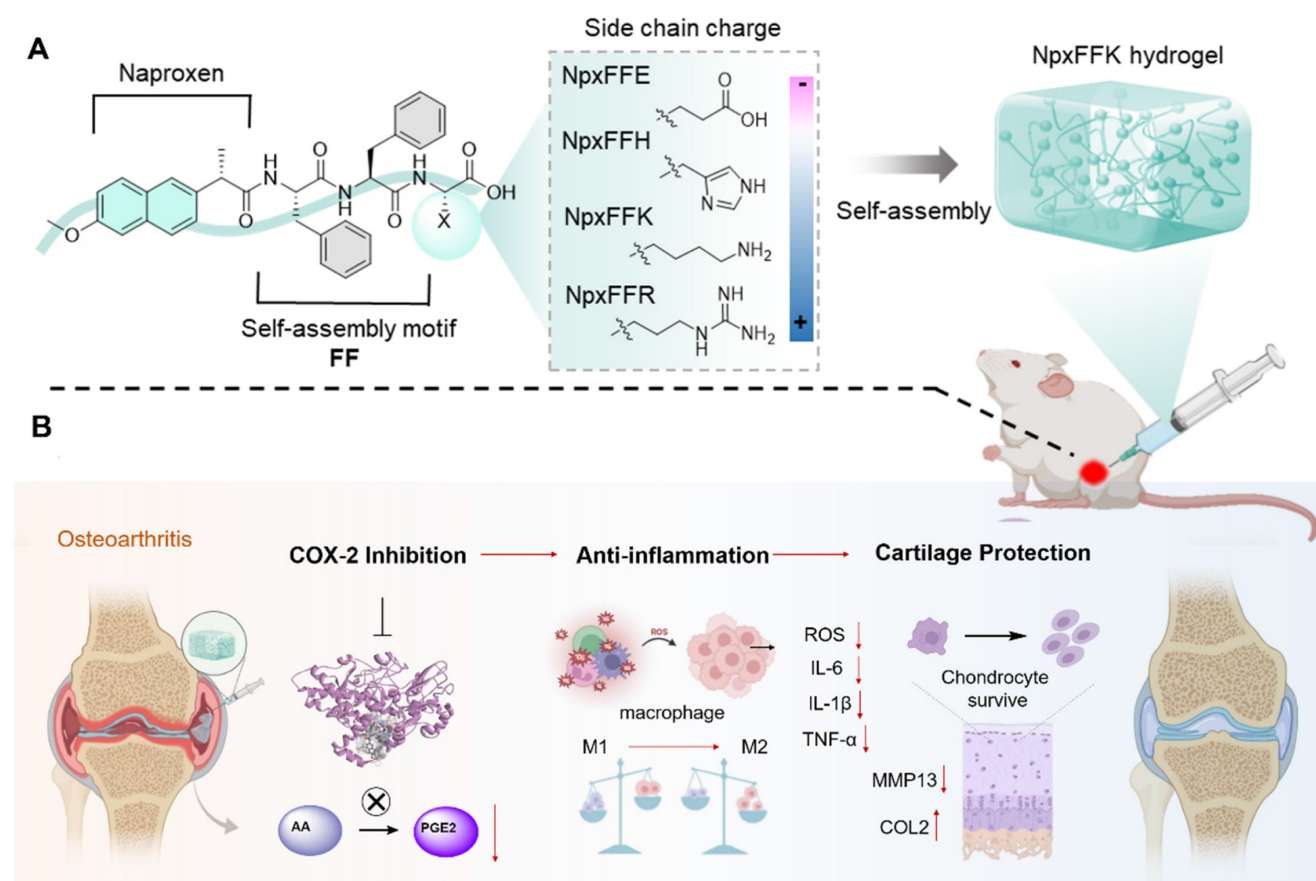 A
Naproxen
Side chain charge
NpxFFK hydrogel
NpxFFE
-
OH
NpxFFH
NH
N
NpxFFK
NH2
NpxFFR
NH
N
H
NH2
+
O
O
H
N
O
N
H
O
H
N
O
OH
X
Self-assembly
Self-assembly motif
FF
B
Osteoarthritis
COX-2 Inhibition
Anti-inflammation
Cartilage Protection
ROS
macrophage
M1
M2
ROS
IL-6
IL-1β
TNF-α
Chondrocyte
survive
MMP13
COL2
AA
PGE2